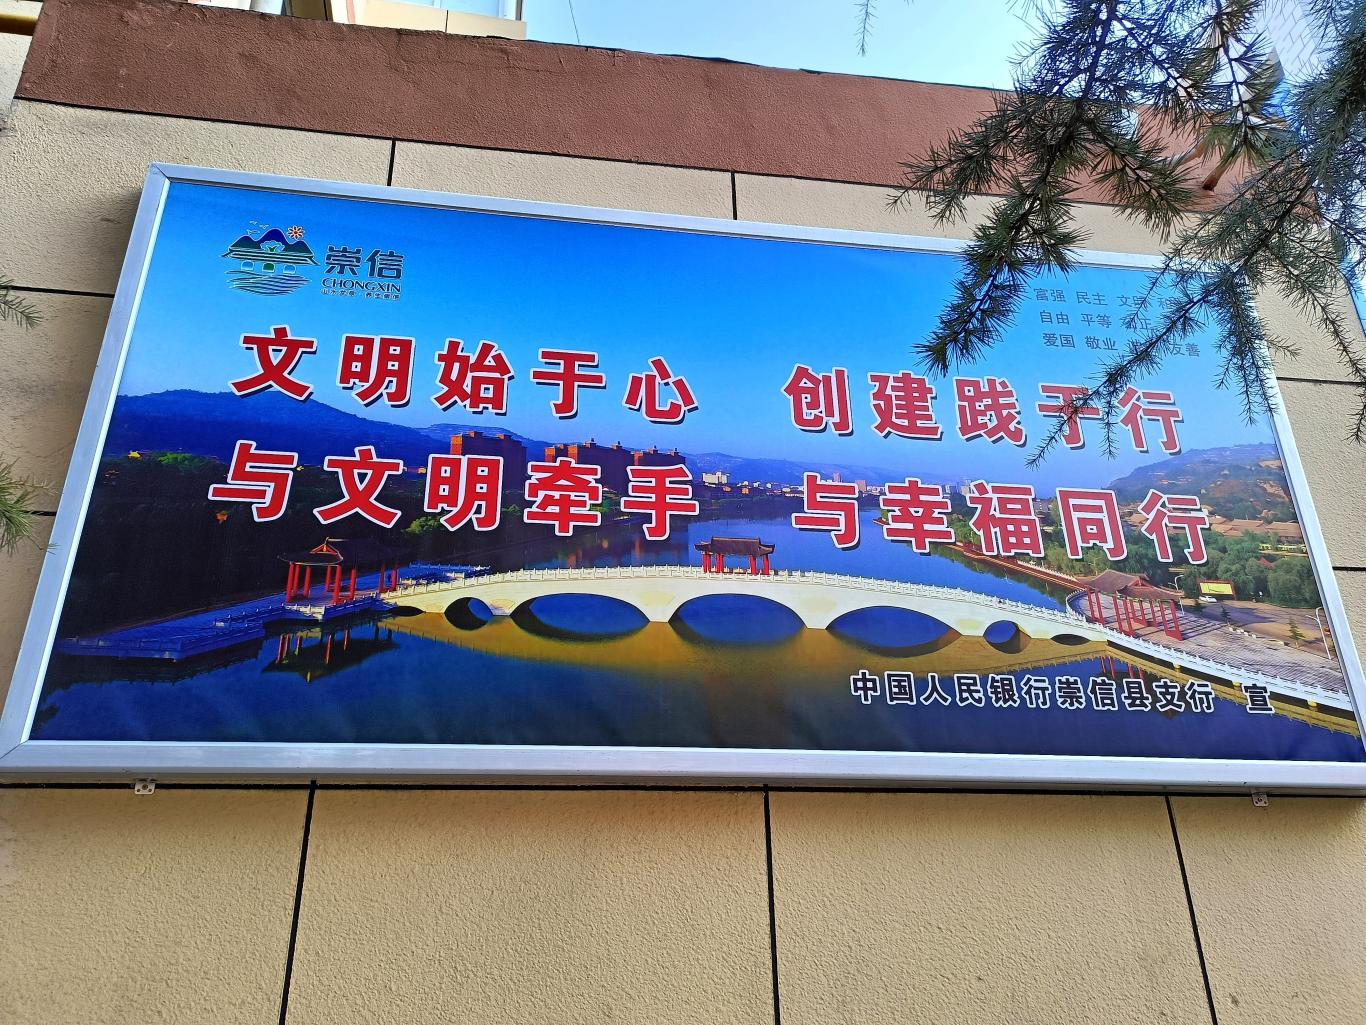 崇信
CHONGXIN
富强 民主 文明
自由 平等
爱国 敬业 友善
文明始于心 创建践于行
与文明牵手 与幸福同行
中国人民银行崇信县支行 宣